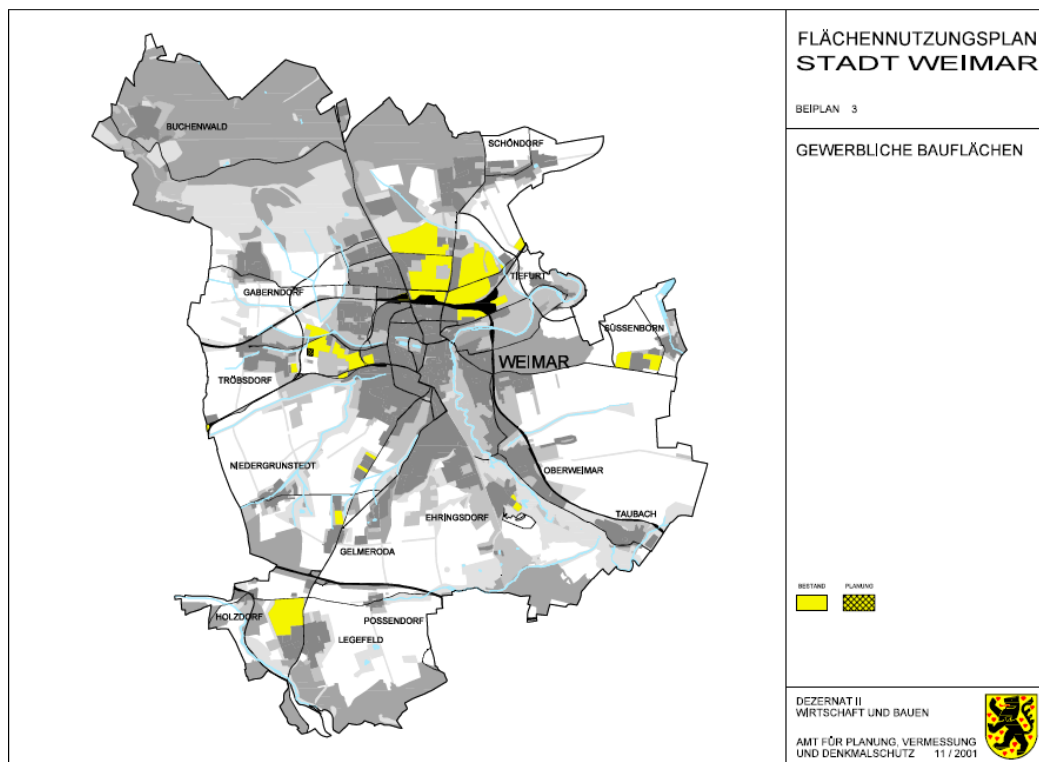 FLÄCHENNUTZUNGSPLAN
STADT WEIMAR
BEIPLAN 3
GEWERBLICHE BAUFLÄCHEN
BUCHENWALD
SCHÖNDORF
TIEFURT
GABERNDORF
SÜSSENBORN
WEIMAR
TRÖBSDORF
NIEDERGRUNSTEDT
OBERWEIMAR
EHRINGSDORF
TAUBACH
GELMERODA
HOLZDORF
POSSENDORF
LEGEFELD
BESTAND
PLANUNG
DEZERNAT II
WIRTSCHAFT UND BAUEN
AMT FÜR PLANUNG, VERMESSUNG
UND DENKMALSCHUTZ 11 / 2001